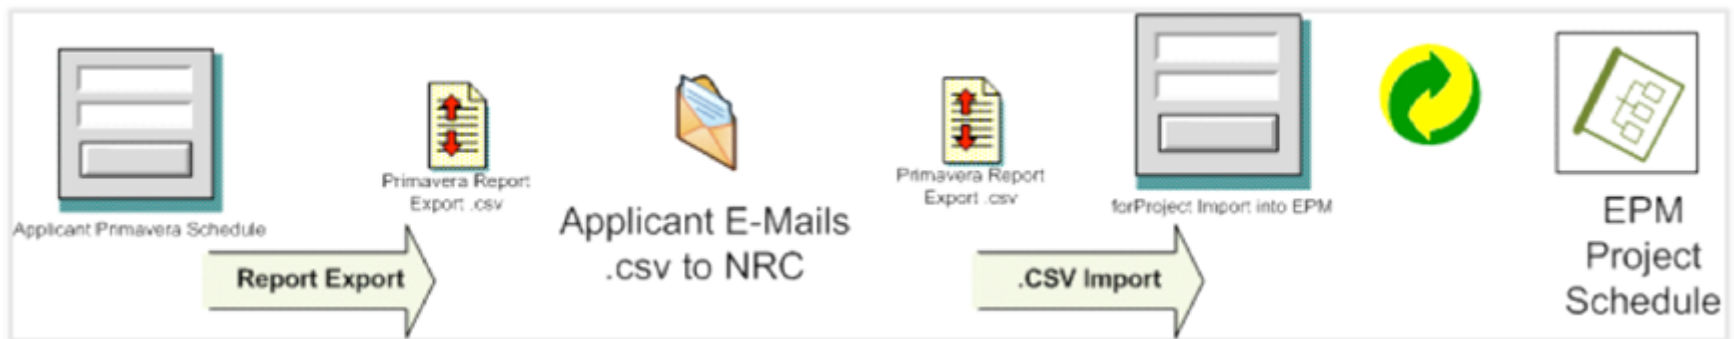 Applicant Primavera Schedule
Report Export
Primavera Report
Export .csv
Applicant E-Mails
.csv to NRC
Primavera Report
Export .csv
.CSV Import
forProject Import into EPM
EPM
Project
Schedule